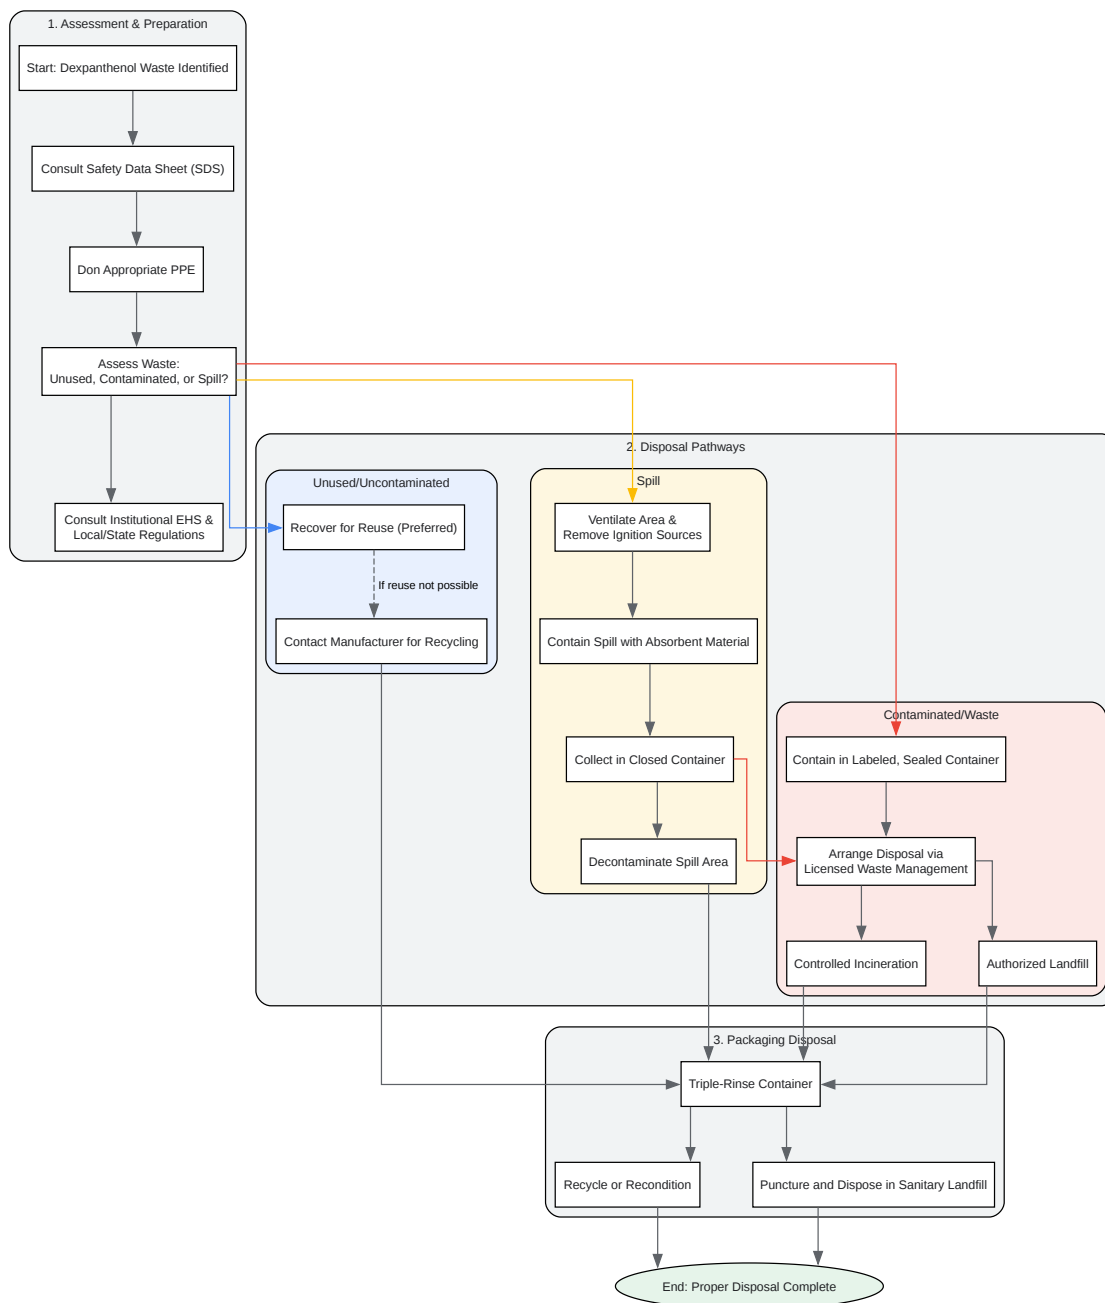 1. Assessment & Preparation
Start: Dexpanthenol Waste Identified
Consult Safety Data Sheet (SDS)
Don Appropriate PPE
Assess Waste:
Unused, Contaminated, or Spill?
Consult Institutional EHS &
Local/State Regulations
2. Disposal Pathways
Unused/Uncontaminated
Recover for Reuse (Preferred)
If reuse not possible
Contact Manufacturer for Recycling
Spill
Ventilate Area &
Remove Ignition Sources
Contain Spill with Absorbent Material
Collect in Closed Container
Decontaminate Spill Area
Contaminated/Waste
Contain in Labeled, Sealed Container
Arrange Disposal via
Licensed Waste Management
Controlled Incineration
Authorized Landfill
3. Packaging Disposal
Triple-Rinse Container
Recycle or Recondition
Puncture and Dispose in Sanitary Landfill
End: Proper Disposal Complete